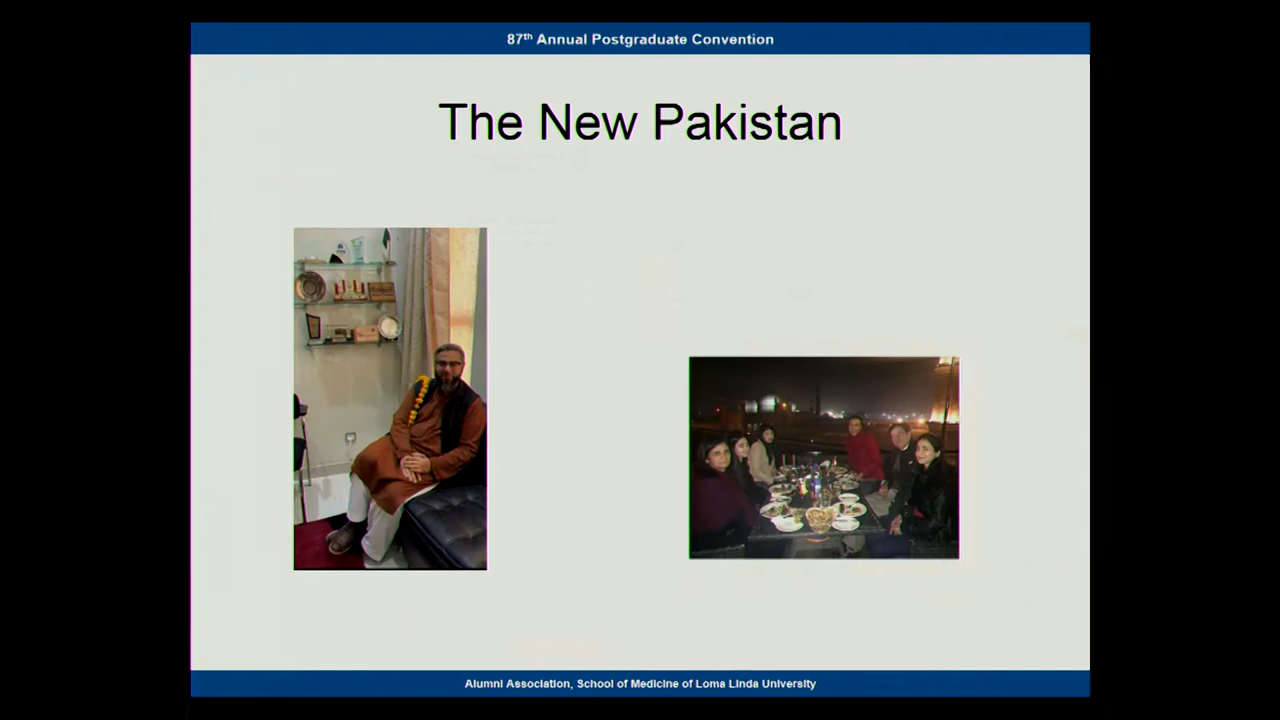 87th Annual Postgraduate Convention
The New Pakistan
Alumni Association, School of Medicine of Loma Linda University